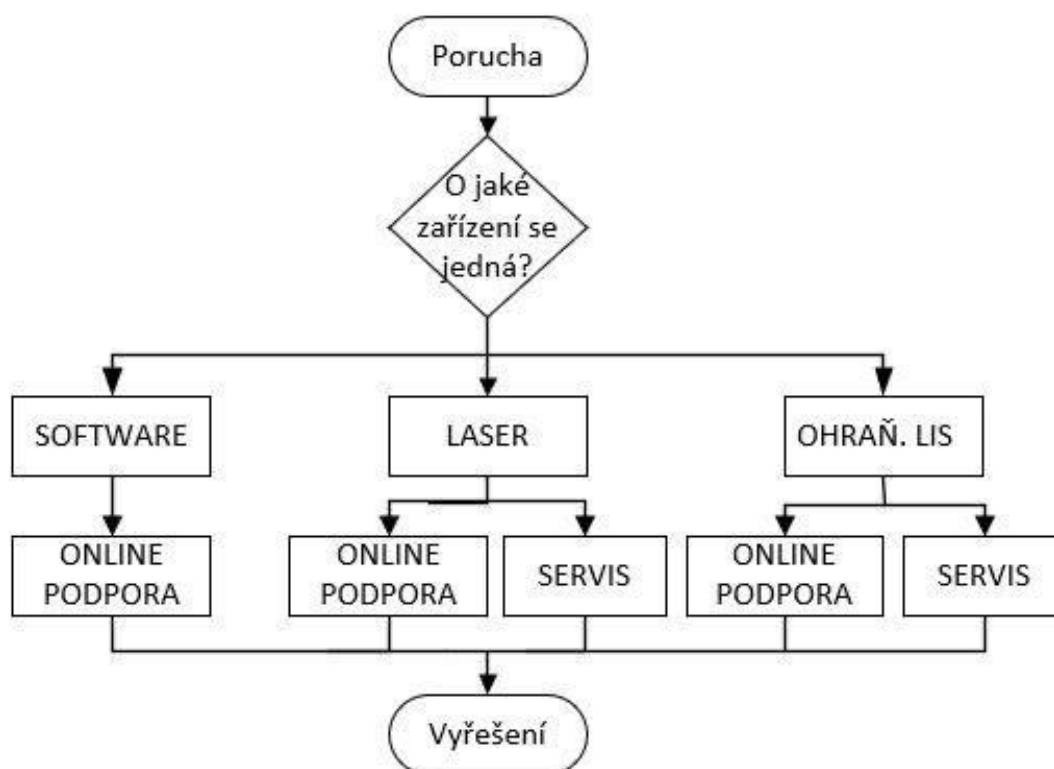 Porucha
O jaké
zařízení se
jedná?
SOFTWARE
LASER
OHRAŇ. LIS
ONLINE
PODPORA
ONLINE
PODPORA
SERVIS
ONLINE
PODPORA
SERVIS
Vyřešení